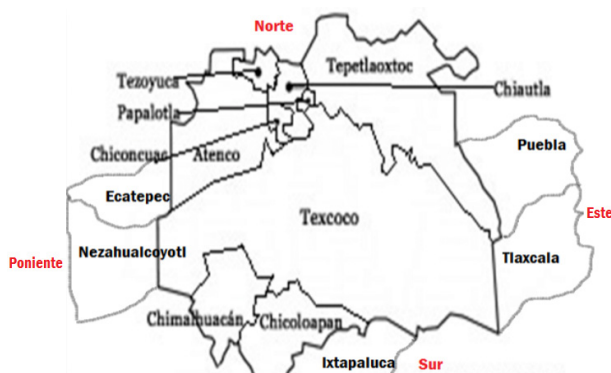 Norte
Tepetlaoxtoc
Tezoyuca
Chiautla
Papalotla
Chiconcuac
Atenco
Puebla
Ecatepec
Texcoco
Este
Nezahualcoyotl
Tlaxcala
Poniente
Chimalhuacán
Chicoloapan
Ixtapaluca
Sur